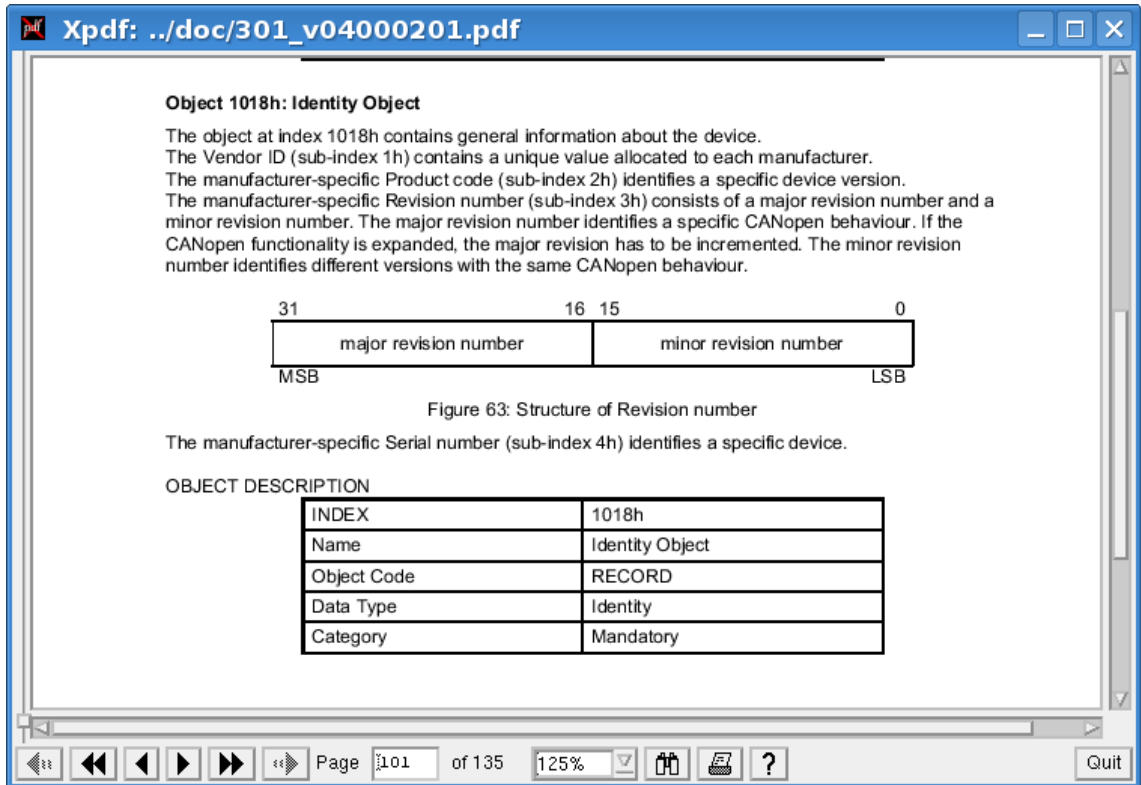 Xpdf: ../doc/301_v04000201.pdf
Object 1018h: Identity Object
The object at index 1018h contains general information about the device.
The Vendor ID (sub-index 1h) contains a unique value allocated to each manufacturer.
The manufacturer-specific Product code (sub-index 2h) identifies a specific device version.
The manufacturer-specific Revision number (sub-index 3h) consists of a major revision number and a
minor revision number. The major revision number identifies a specific CANopen behaviour. If the
CANopen functionality is expanded, the major revision has to be incremented. The minor revision
number identifies different versions with the same CANopen behaviour.
31 16 15 0
major revision number minor revision number
MSB LSB
Figure 63: Structure of Revision number
The manufacturer-specific Serial number (sub-index 4h) identifies a specific device.
OBJECT DESCRIPTION
INDEX 1018h
Name Identity Object
Object Code RECORD
Data Type Identity
Category Mandatory
Page 101 of 135 125% ? Quit